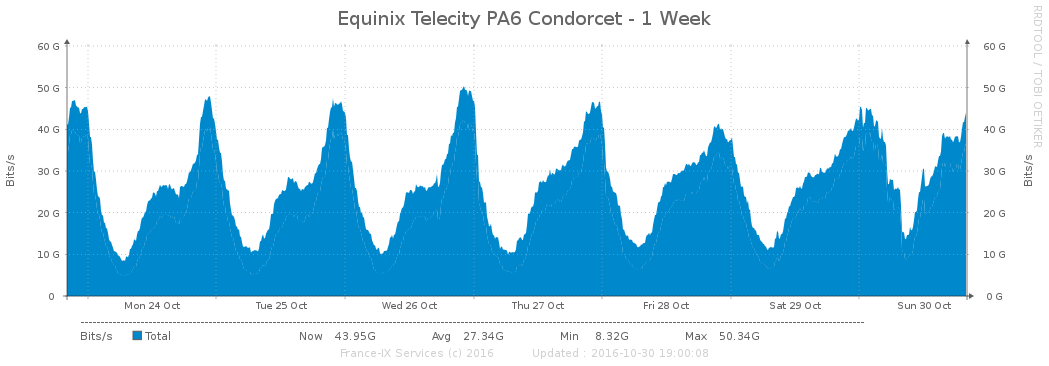 Equinix Telecity PA6 Condorcet - 1 Week
RRDTOOL / TOBI OETIKER
Bits/s
60 G
50 G
40 G
30 G
20 G
10 G
0
60 G
50 G
40 G
30 G
20 G
10 G
0 G
Bits/s
Mon 24 Oct Tue 25 Oct Wed 26 Oct Thu 27 Oct Fri 28 Oct Sat 29 Oct Sun 30 Oct
Bits/s Total Now 43.95G Avg 27.34G Min 8.32G Max 50.34G
France-IX Services (c) 2016 Updated : 2016-10-30 19:00:08